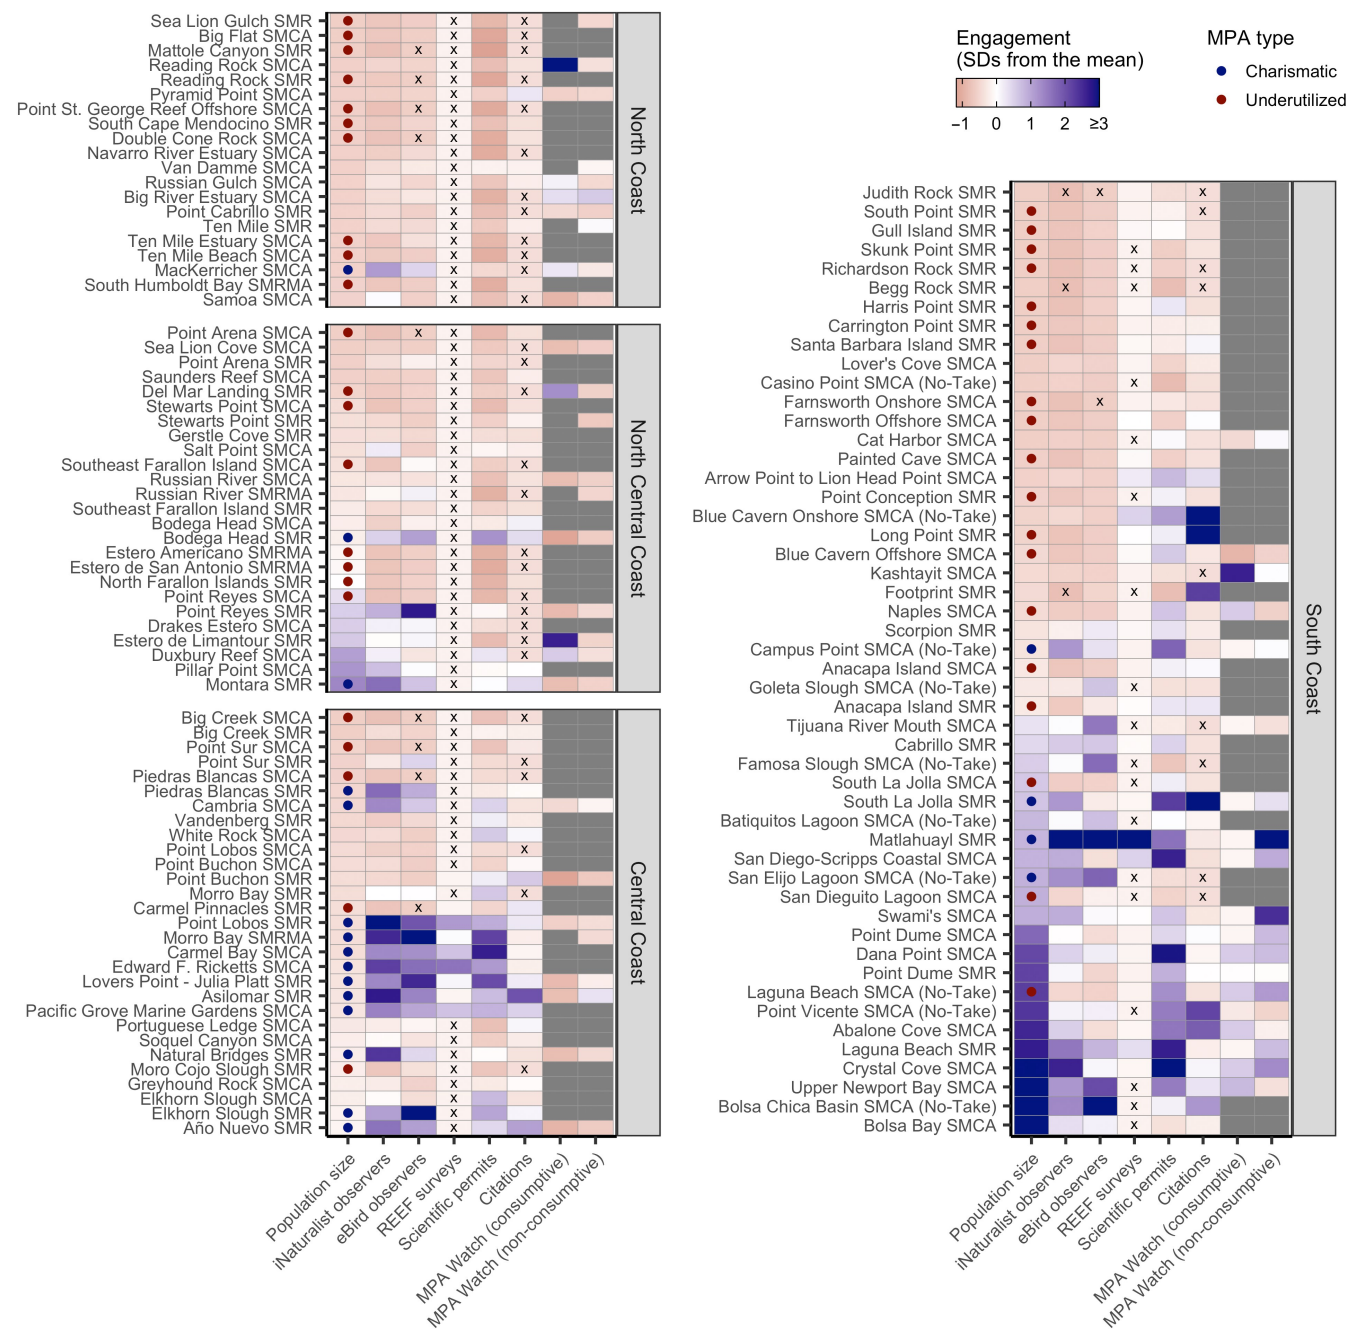 Sea Lion Gulch SMR
Big Flat SMCA
Mattole Canyon SMR
Reading Rock SMCA
Reading Rock SMR
Pyramid Point SMCA
Point St. George Reef Offshore SMCA
South Cape Mendocino SMR
Double Cone Rock SMCA
Navarro River Estuary SMCA
Van Damme SMCA
Russian Gulch SMCA
Big River Estuary SMCA
Point Cabrillo SMR
Ten Mile SMR
Ten Mile Estuary SMCA
Ten Mile Beach SMCA
MacKerricher SMCA
South Humboldt Bay SMRMA
Samoa SMCA
North Coast
Point Arena SMCA
Sea Lion Cove SMCA
Point Arena SMR
Saunders Reef SMCA
Del Mar Landing SMR
Stewarts Point SMCA
Stewarts Point SMR
Gerstle Cove SMR
Salt Point SMCA
Southeast Farallon Island SMCA
Russian River SMCA
Russian River SMRMA
Southeast Farallon Island SMR
Bodega Head SMCA
Bodega Head SMR
Estero Americano SMRMA
Estero de San Antonio SMRMA
North Farallon Islands SMR
Point Reyes SMCA
Point Reyes SMR
Drakes Estero SMCA
Estero de Limantour SMR
Duxbury Reef SMCA
Pillar Point SMCA
Montara SMR
North Central Coast
Big Creek SMCA
Big Creek SMR
Point Sur SMCA
Point Sur SMR
Piedras Blancas SMCA
Piedras Blancas SMR
Cambria SMCA
Vandenberg SMR
White Rock SMCA
Point Lobos SMCA
Point Buchon SMCA
Point Buchon SMR
Morro Bay SMR
Carmel Pinnacles SMR
Point Lobos SMR
Morro Bay SMRMA
Carmel Bay SMCA
Edward F. Ricketts SMCA
Lovers Point - Julia Platt SMR
Asilomar SMR
Pacific Grove Marine Gardens SMCA
Portuguese Ledge SMCA
Soquel Canyon SMCA
Natural Bridges SMR
Moro Cojo Slough SMR
Greyhound Rock SMCA
Elkhorn Slough SMCA
Elkhorn Slough SMR
Año Nuevo SMR
Central Coast
Population size
iNaturalist observers
eBird observers
REEF surveys
Scientific permits
Citations
MPA Watch (consumptive)
MPA Watch (non-consumptive)
Engagement
(SDs from the mean)
−1 0 1 2 ≥3
MPA type
Charismatic
Underutilized
Judith Rock SMR
South Point SMR
Gull Island SMR
Skunk Point SMR
Richardson Rock SMR
Begg Rock SMR
Harris Point SMR
Carrington Point SMR
Santa Barbara Island SMR
Lover's Cove SMCA
Casino Point SMCA (No-Take)
Farnsworth Onshore SMCA
Farnsworth Offshore SMCA
Cat Harbor SMCA
Painted Cave SMCA
Arrow Point to Lion Head Point SMCA
Point Conception SMR
Blue Cavern Onshore SMCA (No-Take)
Long Point SMR
Blue Cavern Offshore SMCA
Kashtayit SMCA
Footprint SMR
Naples SMCA
Scorpion SMR
Campus Point SMCA (No-Take)
Anacapa Island SMCA
Goleta Slough SMCA (No-Take)
Anacapa Island SMR
Tijuana River Mouth SMCA
Cabrillo SMR
Famosa Slough SMCA (No-Take)
South La Jolla SMCA
South La Jolla SMR
Batiquitos Lagoon SMCA (No-Take)
Matlahuayl SMR
San Diego-Scripps Coastal SMCA
San Elijo Lagoon SMCA (No-Take)
San Dieguito Lagoon SMCA
Swami's SMCA
Point Dume SMCA
Dana Point SMCA
Point Dume SMR
Laguna Beach SMCA (No-Take)
Point Vicente SMCA (No-Take)
Abalone Cove SMCA
Laguna Beach SMR
Crystal Cove SMCA
Upper Newport Bay SMCA
Bolsa Chica Basin SMCA (No-Take)
Bolsa Bay SMCA
South Coast
Population size
iNaturalist observers
eBird observers
REEF surveys
Scientific permits
Citations
MPA Watch (consumptive)
MPA Watch (non-consumptive)